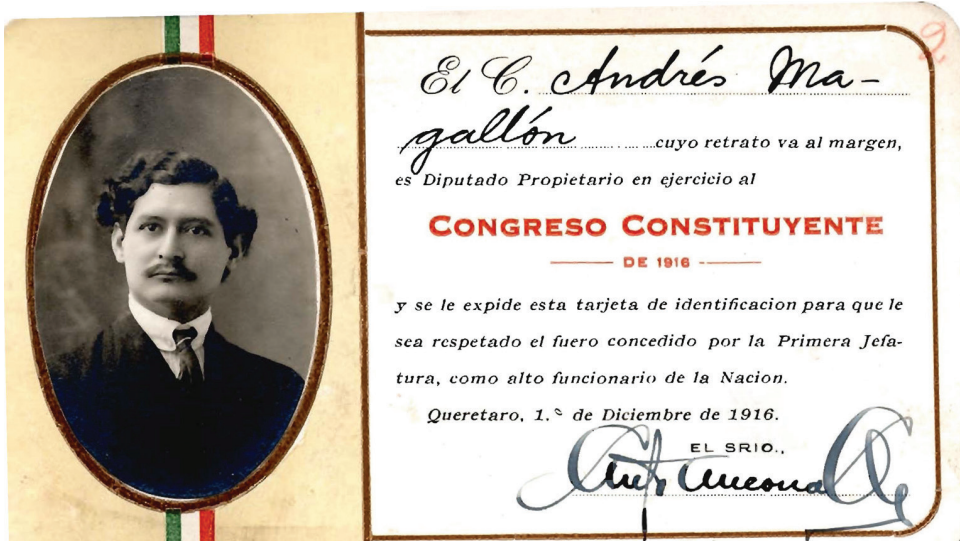 El C. Andrés Ma-
gallón cuyo retrato va al margen,
es Diputado Propietario en ejercicio al
CONGRESO CONSTITUYENTE
DE 1916
y se le expide esta tarjeta de identificacion para que le
sea respetado el fuero concedido por la Primera Jefa-
tura, como alto funcionario de la Nacion.
Queretaro, 1.º de Diciembre de 1916.
EL SRIO.,